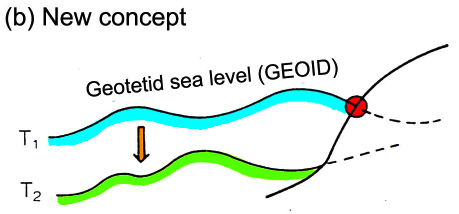 (b) New concept
Geotetid sea level (GEOID)
T1
T2